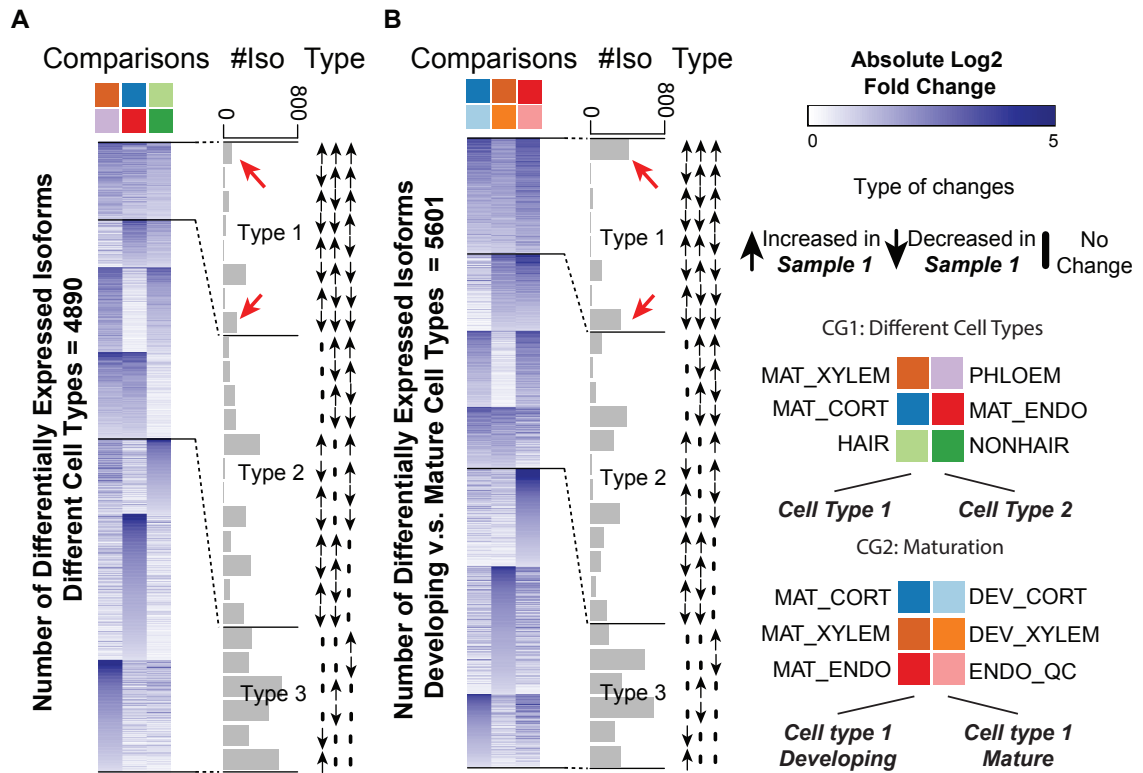 A
Comparisons #Iso Type
0
800
Number of Differentially Expressed Isoforms
Different Cell Types = 4890
Type 1
Type 2
Type 3
B
Comparisons #Iso Type
0
800
Number of Differentially Expressed Isoforms
Developing v.s. Mature Cell Types = 5601
Type 1
Type 2
Type 3
Absolute Log2
Fold Change
0 5
Type of changes
Increased in
Sample 1
Decreased in
Sample 1
No
Change
CG1: Different Cell Types
MAT_XYLEM PHLOEM
MAT_CORT MAT_ENDO
HAIR NONHAIR
Cell Type 1 Cell Type 2
CG2: Maturation
MAT_CORT DEV_CORT
MAT_XYLEM DEV_XYLEM
MAT_ENDO ENDO_QC
Cell type 1
Developing
Cell type 1
Mature